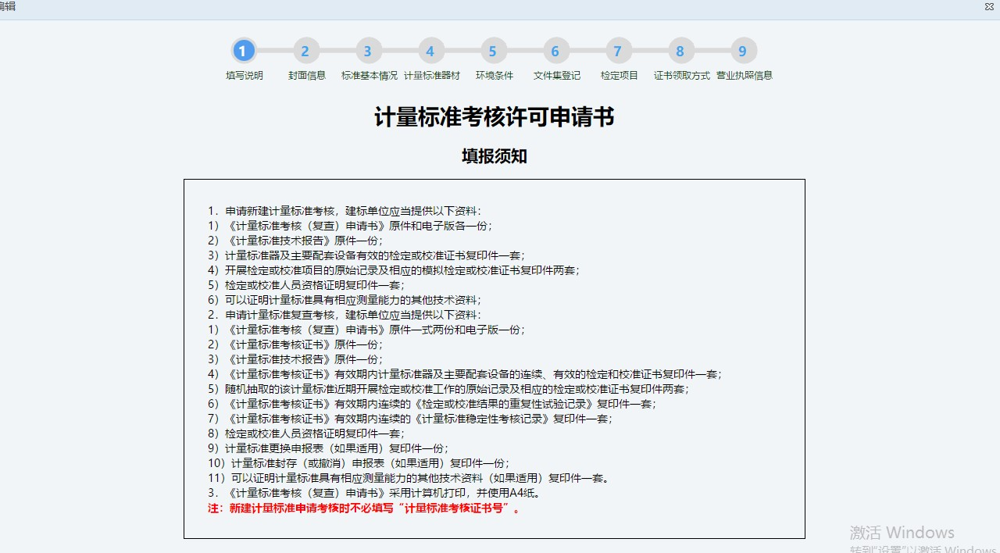 编辑
1 2 3 4 5 6 7 8 9
填写说明 封面信息 标准基本情况 计量标准器材 环境条件 文件集登记 检定项目 证书领取方式 营业执照信息
计量标准考核许可申请书
填报须知
1．申请新建计量标准考核，建标单位应当提供以下资料：
1）《计量标准考核（复查）申请书》原件和电子版各一份；
2）《计量标准技术报告》原件一份；
3）计量标准器及主要配套设备有效的检定或校准证书复印件一套；
4）开展检定或校准项目的原始记录及相应的模拟检定或校准证书复印件两套；
5）检定或校准人员资格证明复印件一套；
6）可以证明计量标准具有相应测量能力的其他技术资料；
2．申请计量标准复查考核，建标单位应当提供以下资料：
1）《计量标准考核（复查）申请书》原件一式两份和电子版一份；
2）《计量标准考核证书》原件一份；
3）《计量标准技术报告》原件一份；
4）《计量标准考核证书》有效期内计量标准器及主要配套设备的连续、有效的检定和校准证书复印件一套；
5）随机抽取的该计量标准近期开展检定或校准工作的原始记录及相应的检定或校准证书复印件两套；
6）《计量标准考核证书》有效期内连续的《检定或校准结果的重复性试验记录》复印件一套；
7）《计量标准考核证书》有效期内连续的《计量标准稳定性考核记录》复印件一套；
8）检定或校准人员资格证明复印件一套；
9）计量标准更换申报表（如果适用）复印件一份；
10）计量标准封存（或撤消）申报表（如果适用）复印件一份；
11）可以证明计量标准具有相应测量能力的其他技术资料（如果适用）复印件一套。
3．《计量标准考核（复查）申请书》采用计算机打印，并使用A4纸。
注：新建计量标准申请考核时不必填写“计量标准考核证书号”。
激活 Windows
转到“设置”以激活 Windows